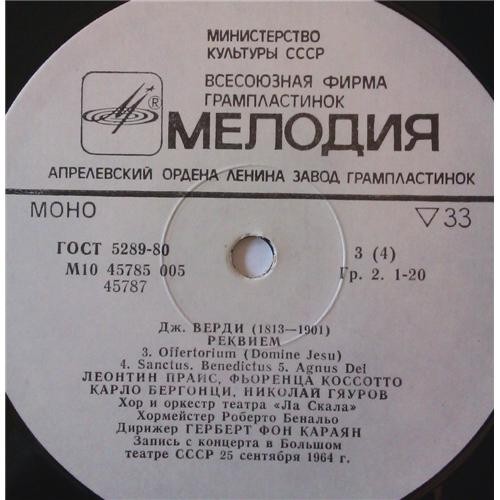 МИНИСТЕРСТВО
КУЛЬТУРЫ СССР
ВСЕСОЮЗНАЯ ФИРМА
ГРАМПЛАСТИНОК
® МЕЛОДИЯ
АПРЕЛЕВСКИЙ ОРДЕНА ЛЕНИНА ЗАВОД ГРАМПЛАСТИНОК
МОНО ▽33
ГОСТ 5289-80 3 (4)
М10 45785 005 Гр. 2. 1-20
45787
Дж. ВЕРДИ (1813—1901)
РЕКВИЕМ
3. Offertorium (Domine Jesu)
4. Sanctus. Benedictus 5. Agnus Dei
ЛЕОНТИН ПРАЙС, ФЬОРЕНЦА КОССОТТО
КАРЛО БЕРГОНЦИ, НИКОЛАЙ ГЯУРОВ
Хор и оркестр театра «Ла Скала»
Хормейстер Роберто Бенальо
Дирижер ГЕРБЕРТ ФОН КАРАЯН
Запись с концерта в Большом
театре СССР 25 сентября 1964 г.